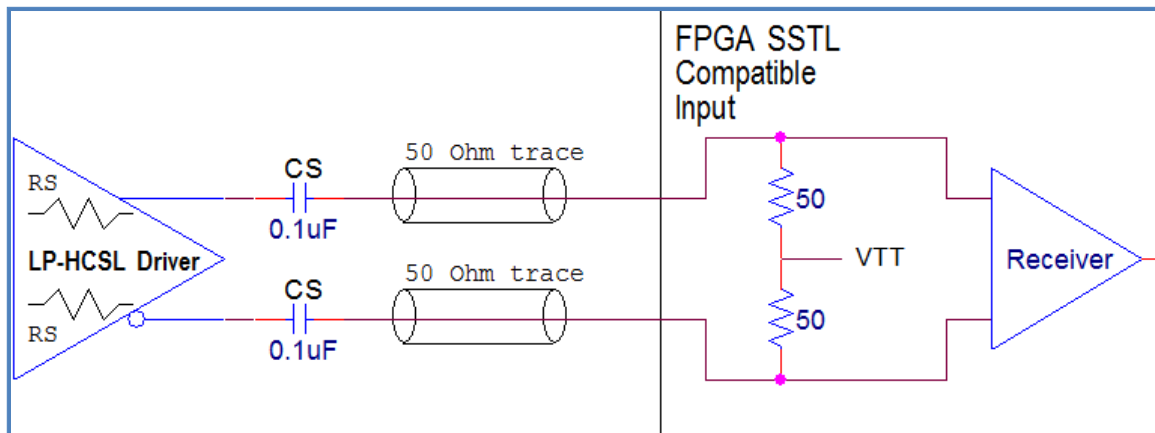 FPGA SSTL
Compatible
Input
50 Ohm trace
CS
RS
0.1uF
50
LP-HCSL Driver
VTT
Receiver
50 Ohm trace
CS
RS
0.1uF
50